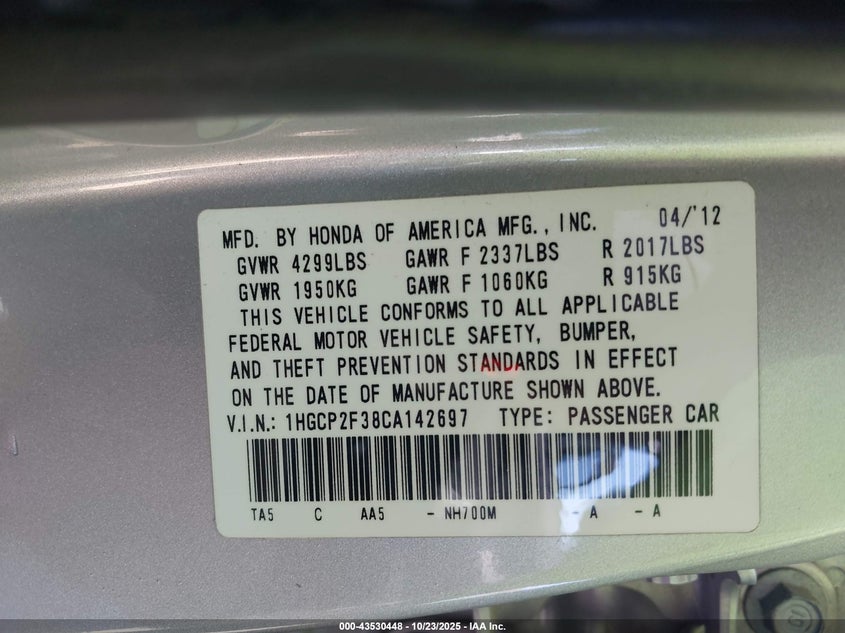 MFD. BY HONDA OF AMERICA MFG., INC. 04/'12
GVWR 4299LBS GAWR F 2337LBS R 2017LBS
GVWR 1950KG GAWR F 1060KG R 915KG
THIS VEHICLE CONFORMS TO ALL APPLICABLE
FEDERAL MOTOR VEHICLE SAFETY, BUMPER,
AND THEFT PREVENTION STANDARDS IN EFFECT
ON THE DATE OF MANUFACTURE SHOWN ABOVE.
V.I.N.: 1HGCP2F38CA142697 TYPE: PASSENGER CAR
TA5 C AA5 - NH700M - A - A
000-43530448 - 10/23/2025 - IAA Inc.